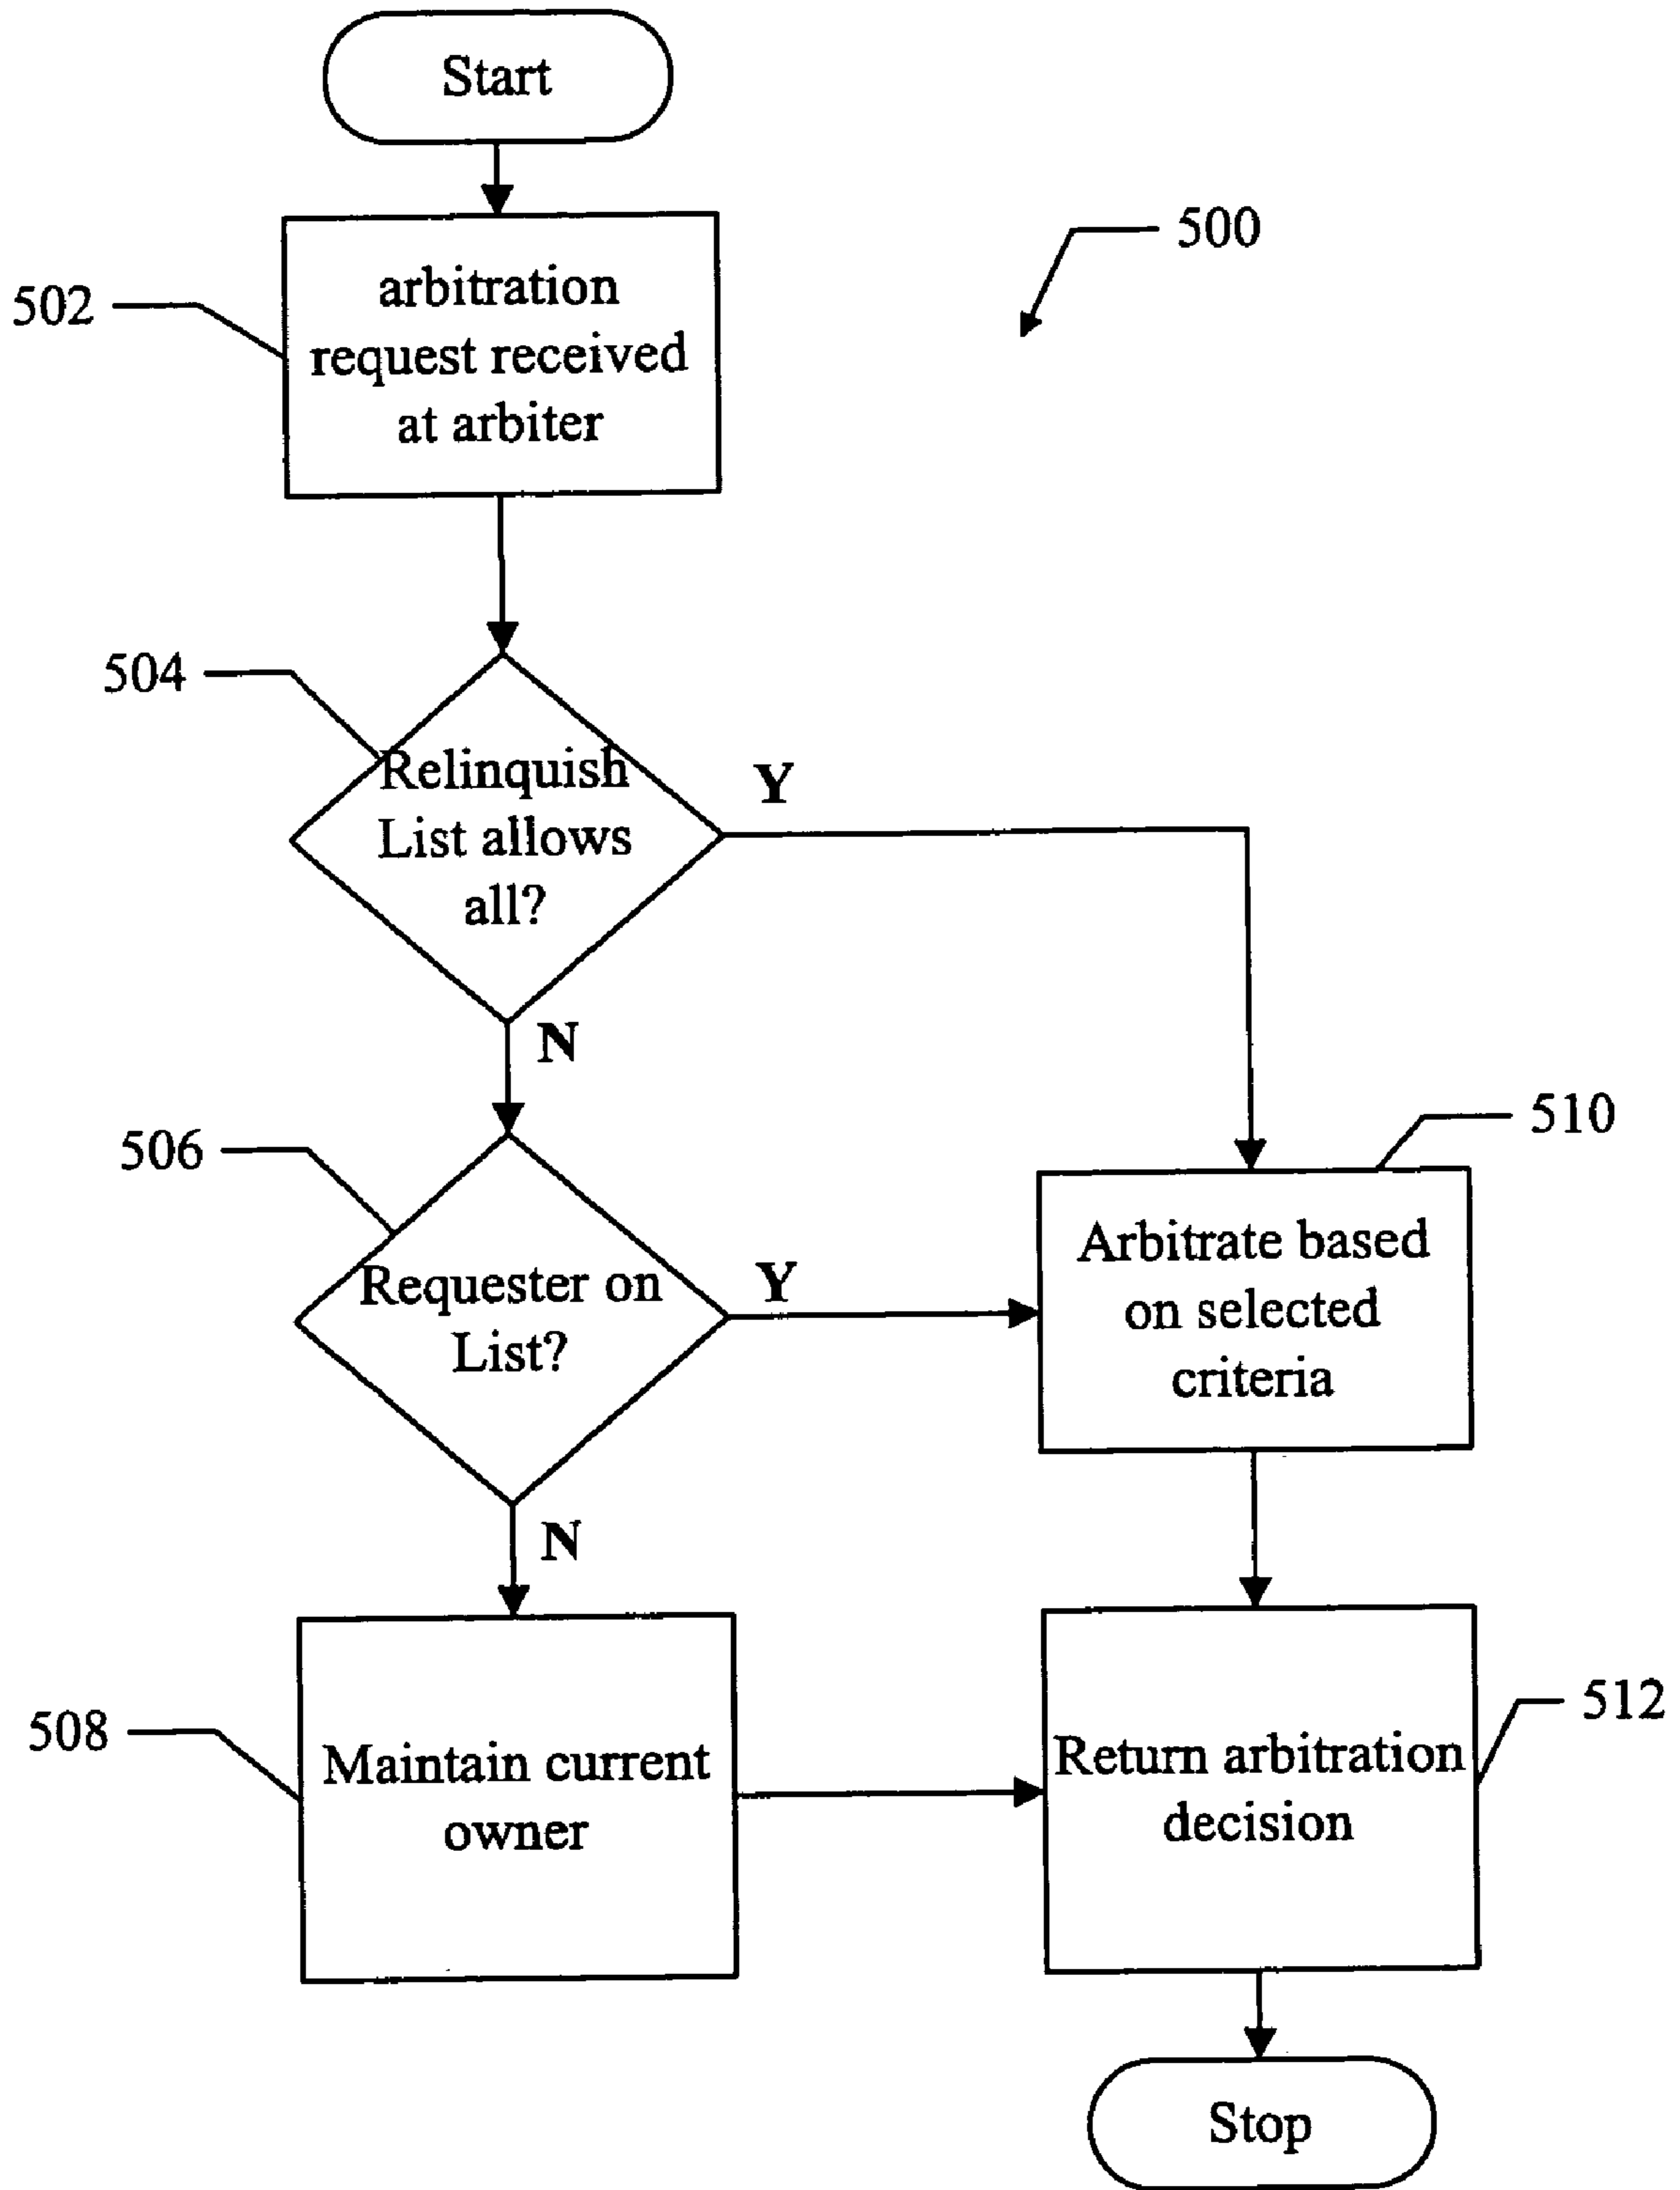 Start
500
502
arbitration
request received
at arbiter
504
Relinquish
List allows
all?
Y
N
506
Requester on
List?
Y
510
Arbitrate based
on selected
criteria
N
508
Maintain current
owner
512
Return arbitration
decision
Stop